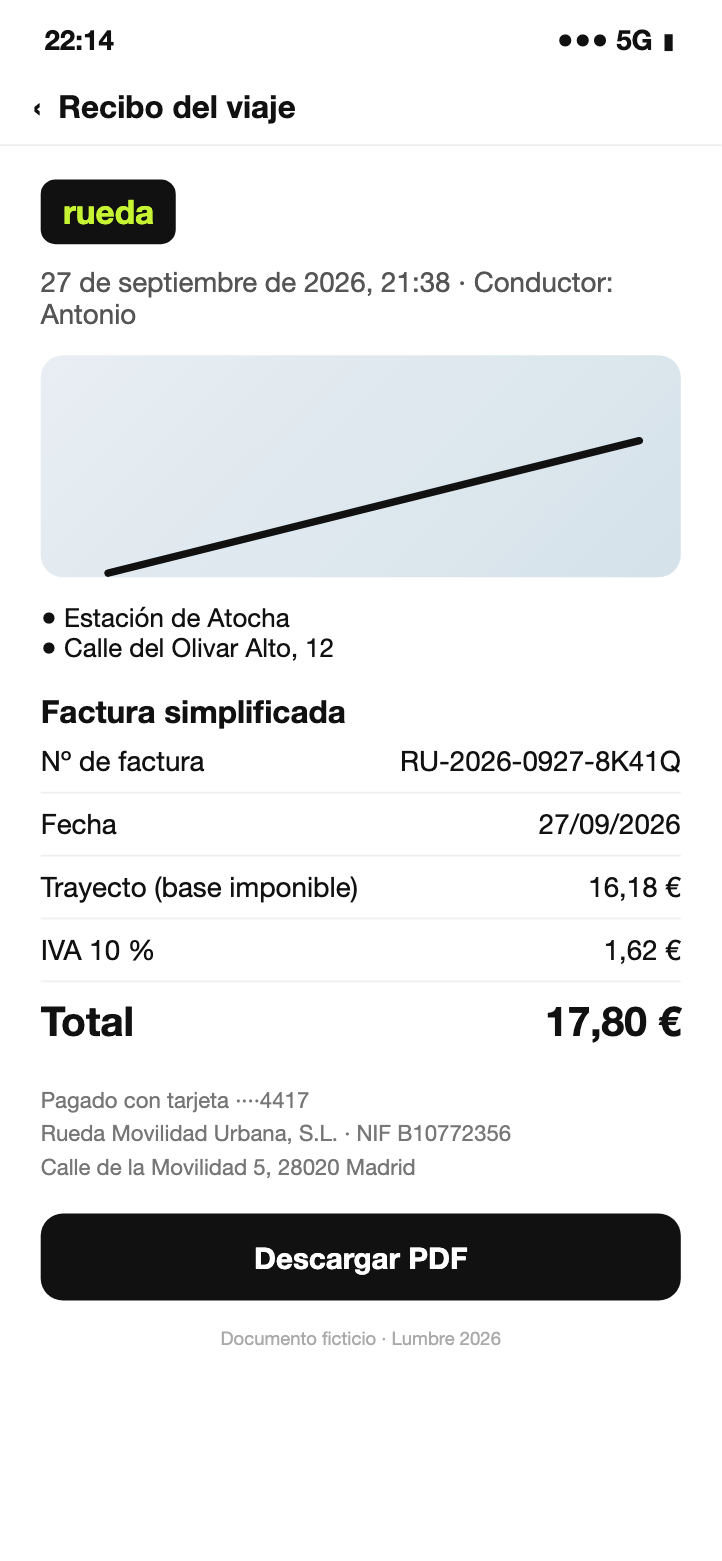 22:14 ●●● 5G ▮
‹ Recibo del viaje
rueda
27 de septiembre de 2026, 21:38 · Conductor:
Antonio
● Estación de Atocha
● Calle del Olivar Alto, 12
Factura simplificada
Nº de factura RU-2026-0927-8K41Q
Fecha 27/09/2026
Trayecto (base imponible) 16,18 €
IVA 10 % 1,62 €
Total 17,80 €
Pagado con tarjeta ····4417
Rueda Movilidad Urbana, S.L. · NIF B10772356
Calle de la Movilidad 5, 28020 Madrid
Descargar PDF
Documento ficticio · Lumbre 2026